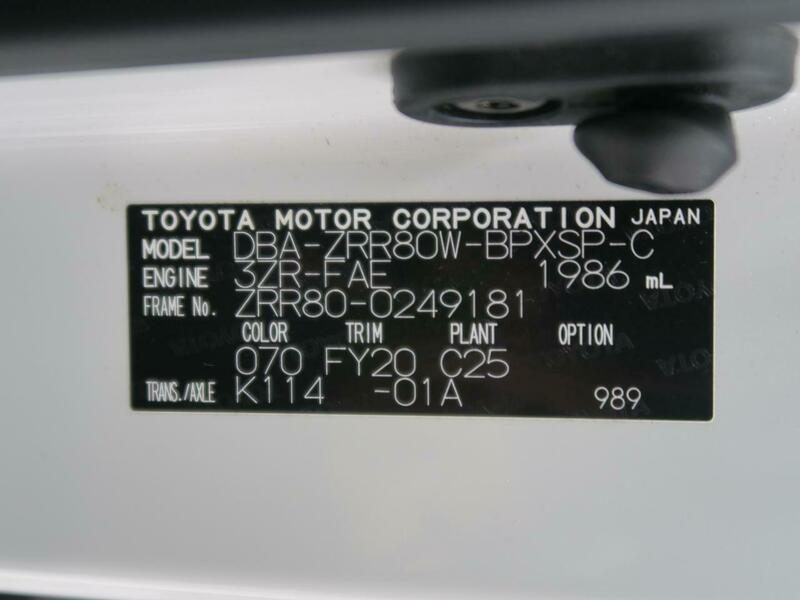 TOYOTA MOTOR CORPORATION JAPAN
MODEL DBA-ZRR80W-BPXSP-C
ENGINE 3ZR-FAE 1986 mL
FRAME No. ZRR80-0249181
COLOR TRIM PLANT OPTION
070 FY20 C25
TRANS./AXLE K114 -01A 989